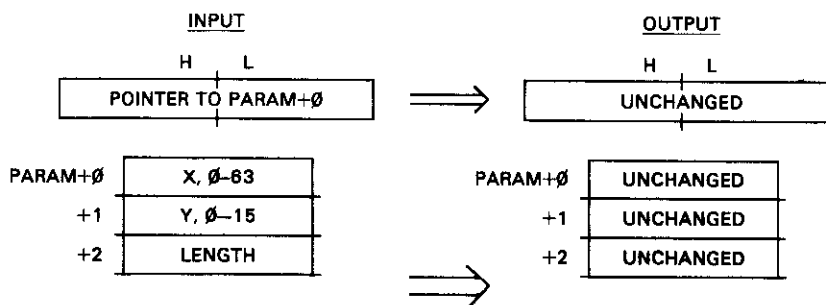 INPUT
OUTPUT
H L
H L
POINTER TO PARAM+Ø
UNCHANGED
PARAM+Ø X, Ø–63
PARAM+Ø UNCHANGED
+1 Y, Ø–15
+1 UNCHANGED
+2 LENGTH
+2 UNCHANGED